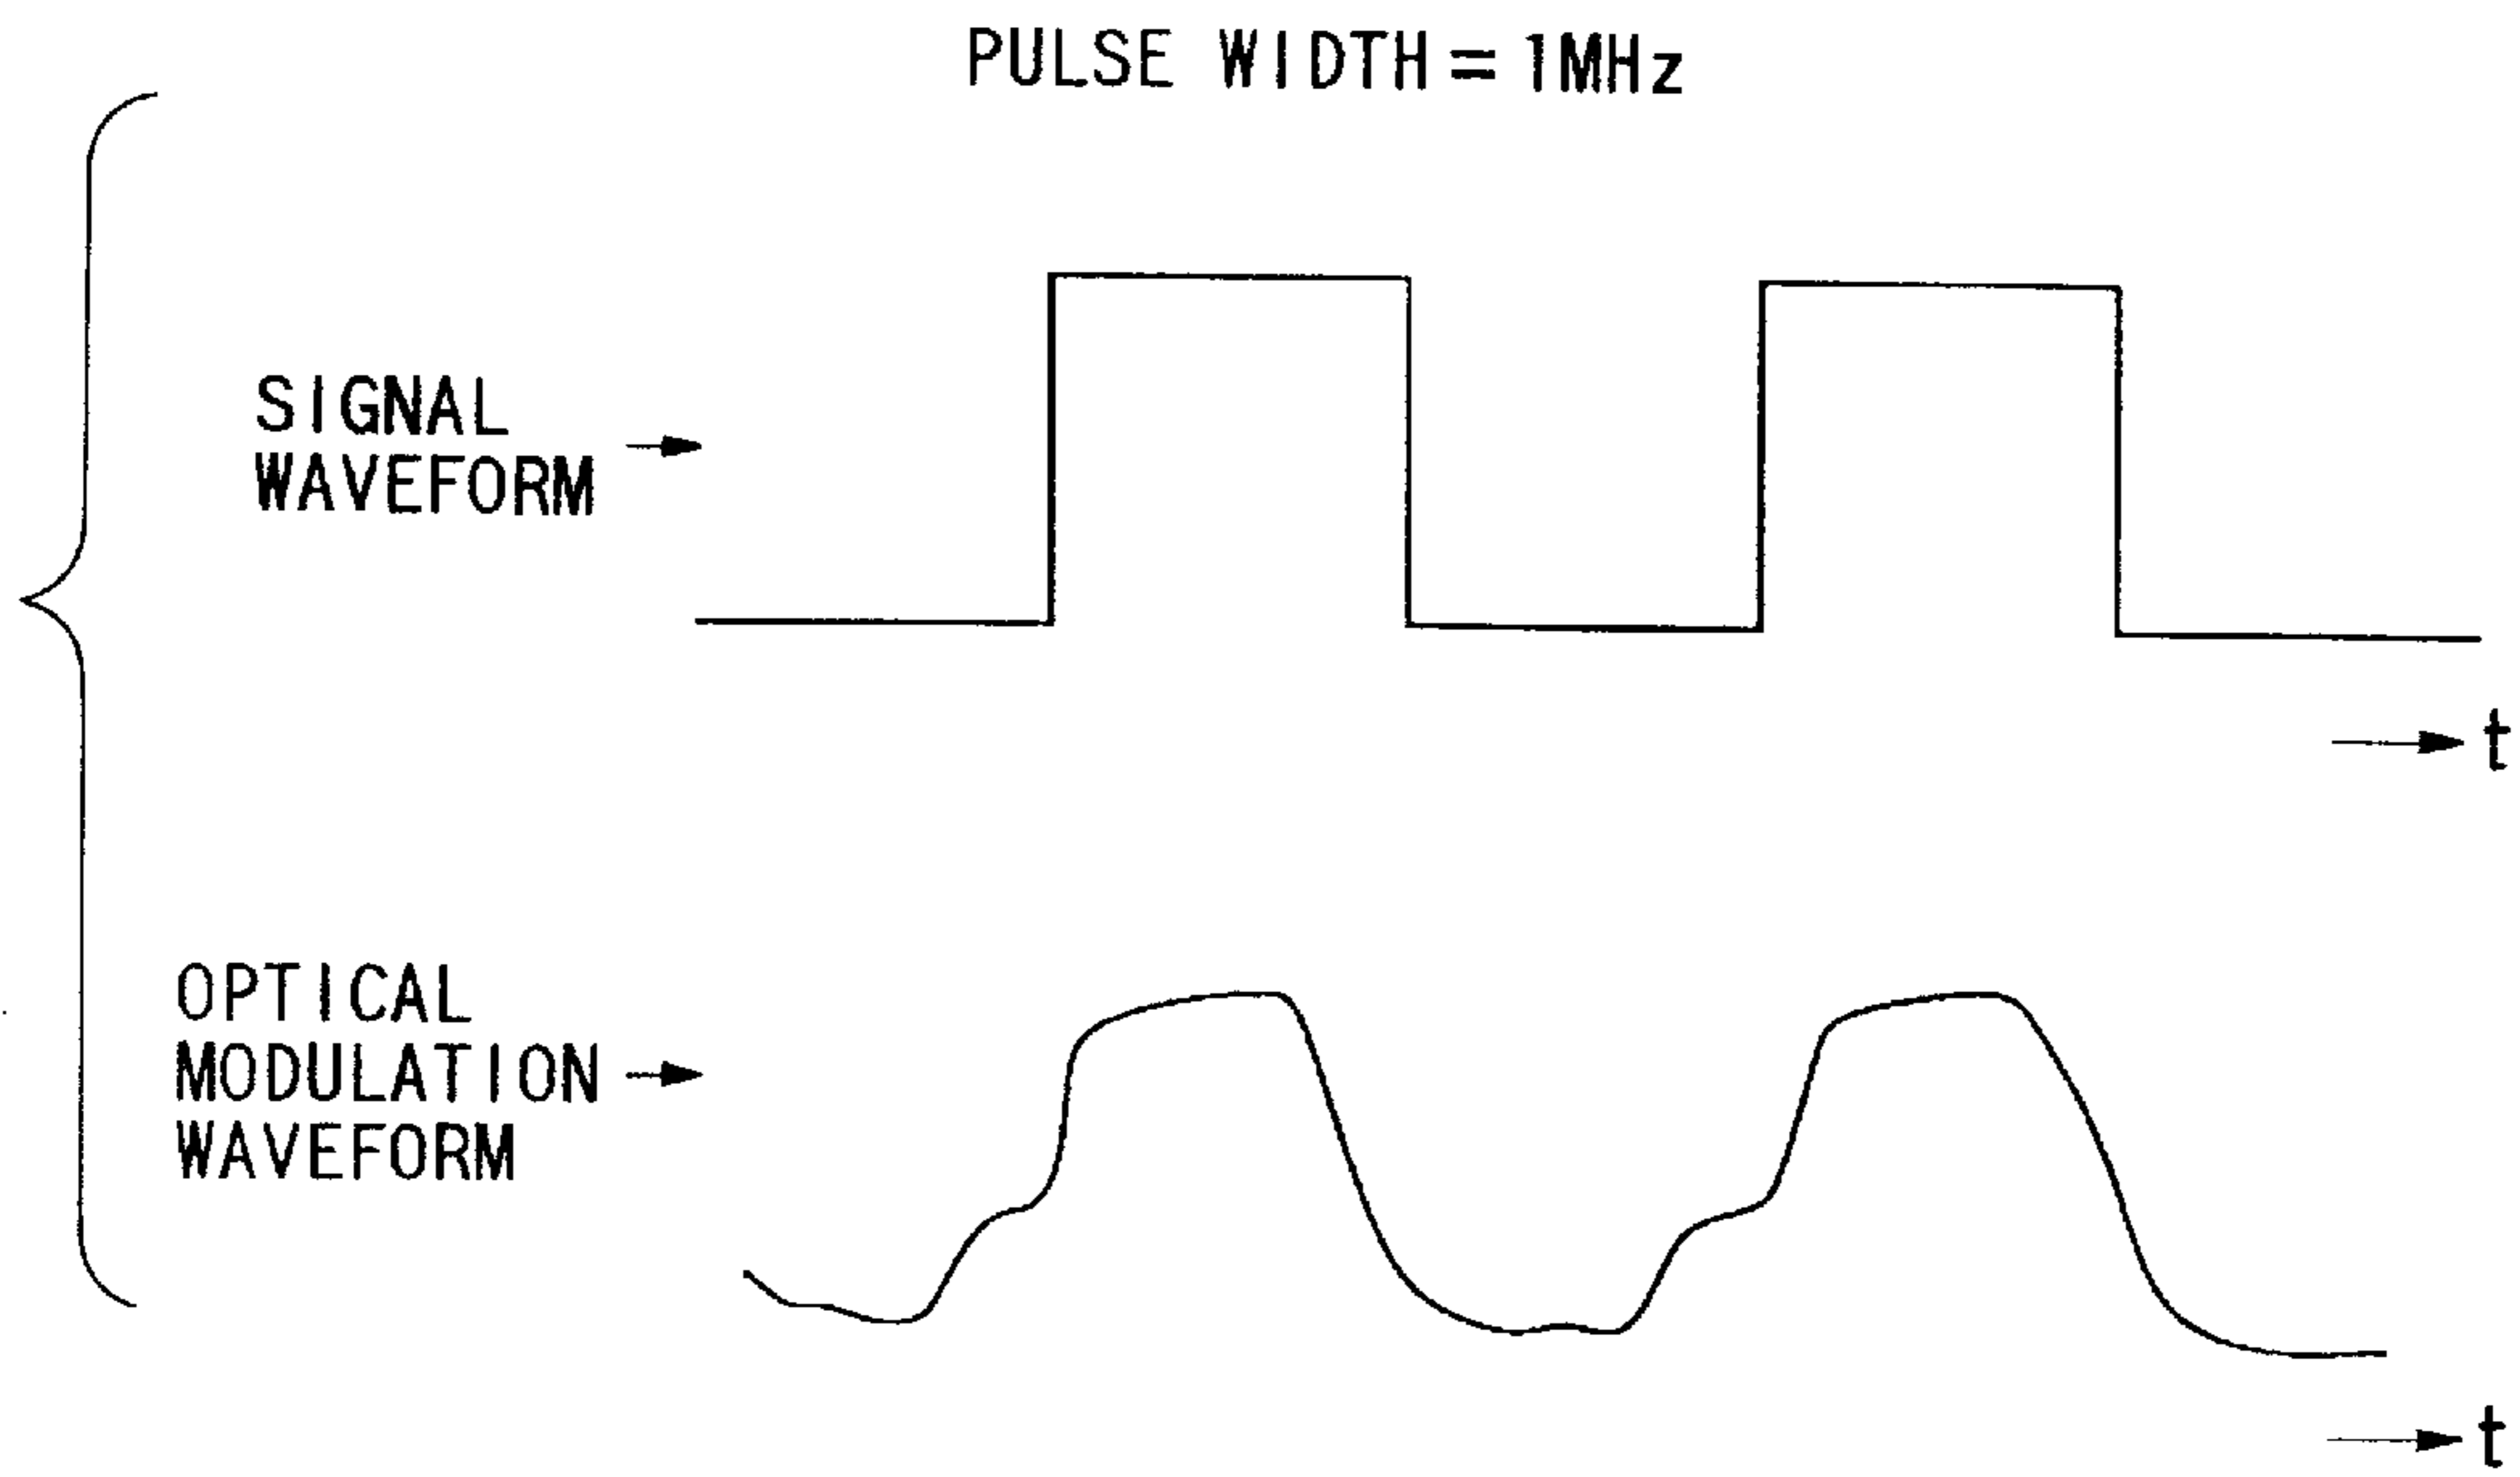 PULSE WIDTH = 1MHz
SIGNAL
WAVEFORM
t
OPTICAL
MODULATION
WAVEFORM
t